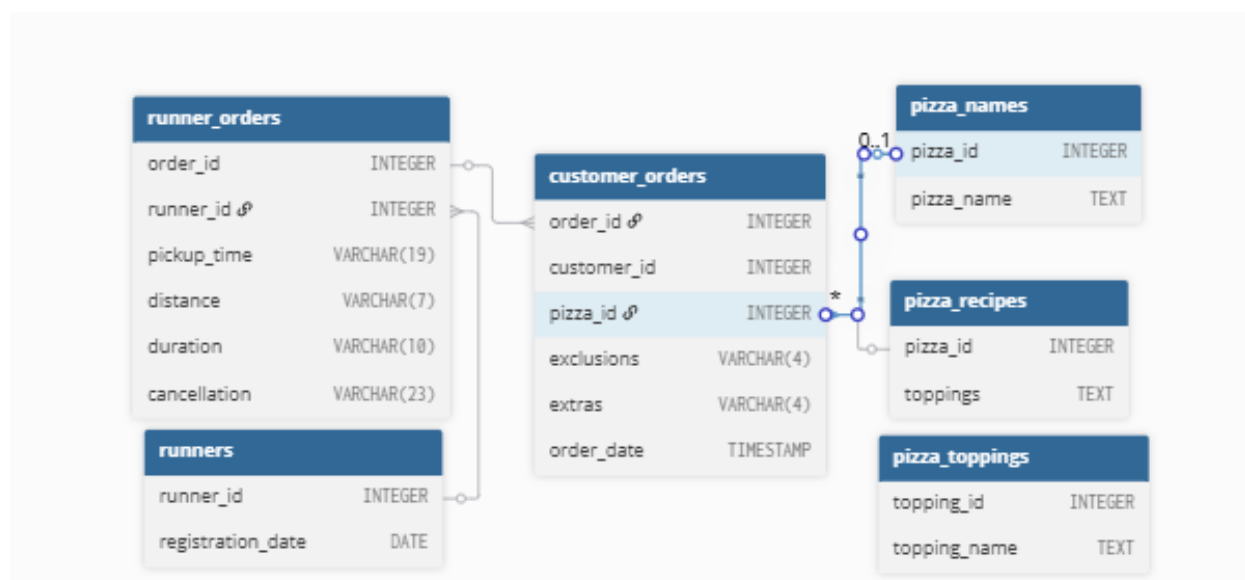 runner_orders
order_id INTEGER
runner_id INTEGER
pickup_time VARCHAR(19)
distance VARCHAR(7)
duration VARCHAR(10)
cancellation VARCHAR(23)
runners
runner_id INTEGER
registration_date DATE
customer_orders
order_id INTEGER
customer_id INTEGER
pizza_id INTEGER
*
exclusions VARCHAR(4)
extras VARCHAR(4)
order_date TIMESTAMP
0..1
pizza_names
pizza_id INTEGER
pizza_name TEXT
pizza_recipes
pizza_id INTEGER
toppings TEXT
pizza_toppings
topping_id INTEGER
topping_name TEXT